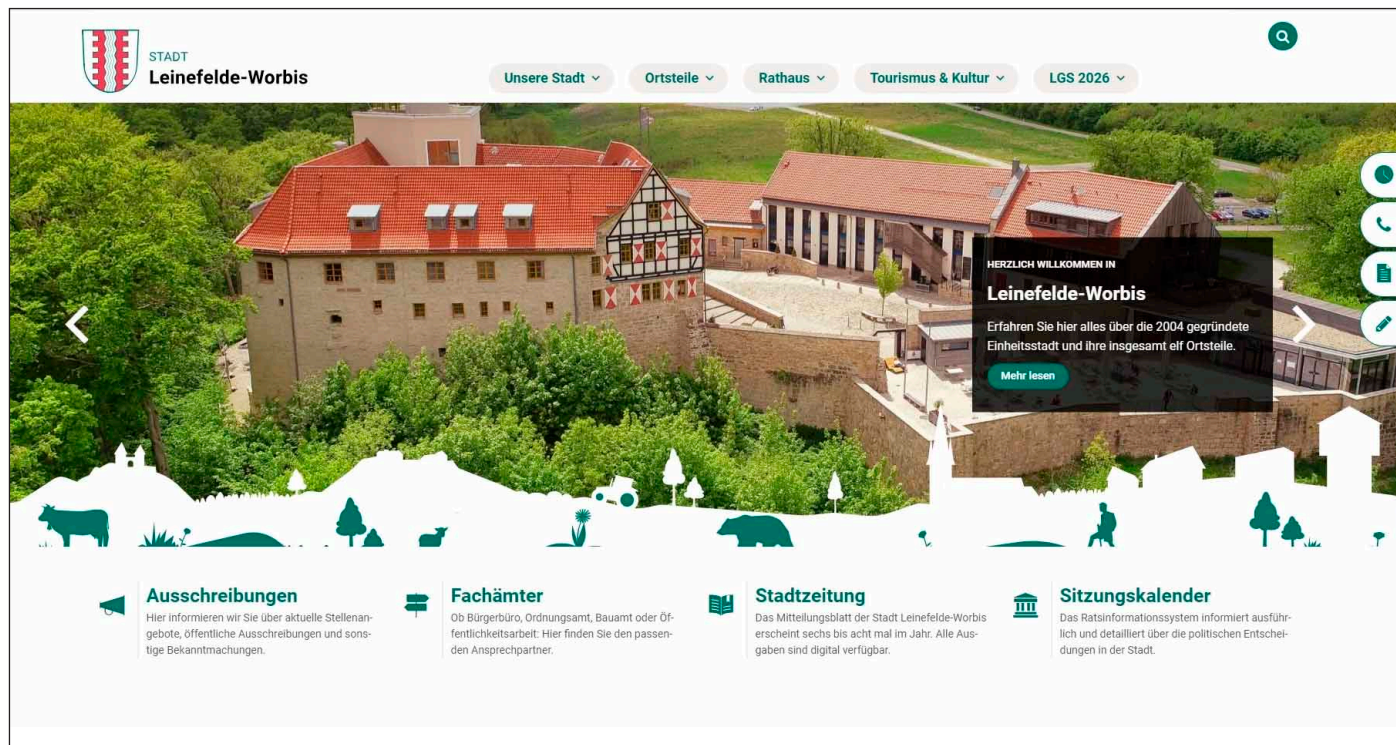 STADT
Leinefelde-Worbis
Unsere Stadt
Ortsteile
Rathaus
Tourismus & Kultur
LGS 2026
HERZLICH WILLKOMMEN IN
Leinefelde-Worbis
Erfahren Sie hier alles über die 2004 gegründete
Einheitsstadt und ihre insgesamt elf Ortsteile.
Mehr lesen
Ausschreibungen
Hier informieren wir Sie über aktuelle Stellenan-
gebote, öffentliche Ausschreibungen und sons-
tige Bekanntmachungen.
Fachämter
Ob Bürgerbüro, Ordnungsamt, Bauamt oder Öf-
fentlichkeitsarbeit: Hier finden Sie den passen-
den Ansprechpartner.
Stadtzeitung
Das Mitteilungsblatt der Stadt Leinefelde-Worbis
erscheint sechs bis acht mal im Jahr. Alle Aus-
gaben sind digital verfügbar.
Sitzungskalender
Das Ratsinformationssystem informiert ausführ-
lich und detailliert über die politischen Entschei-
dungen in der Stadt.